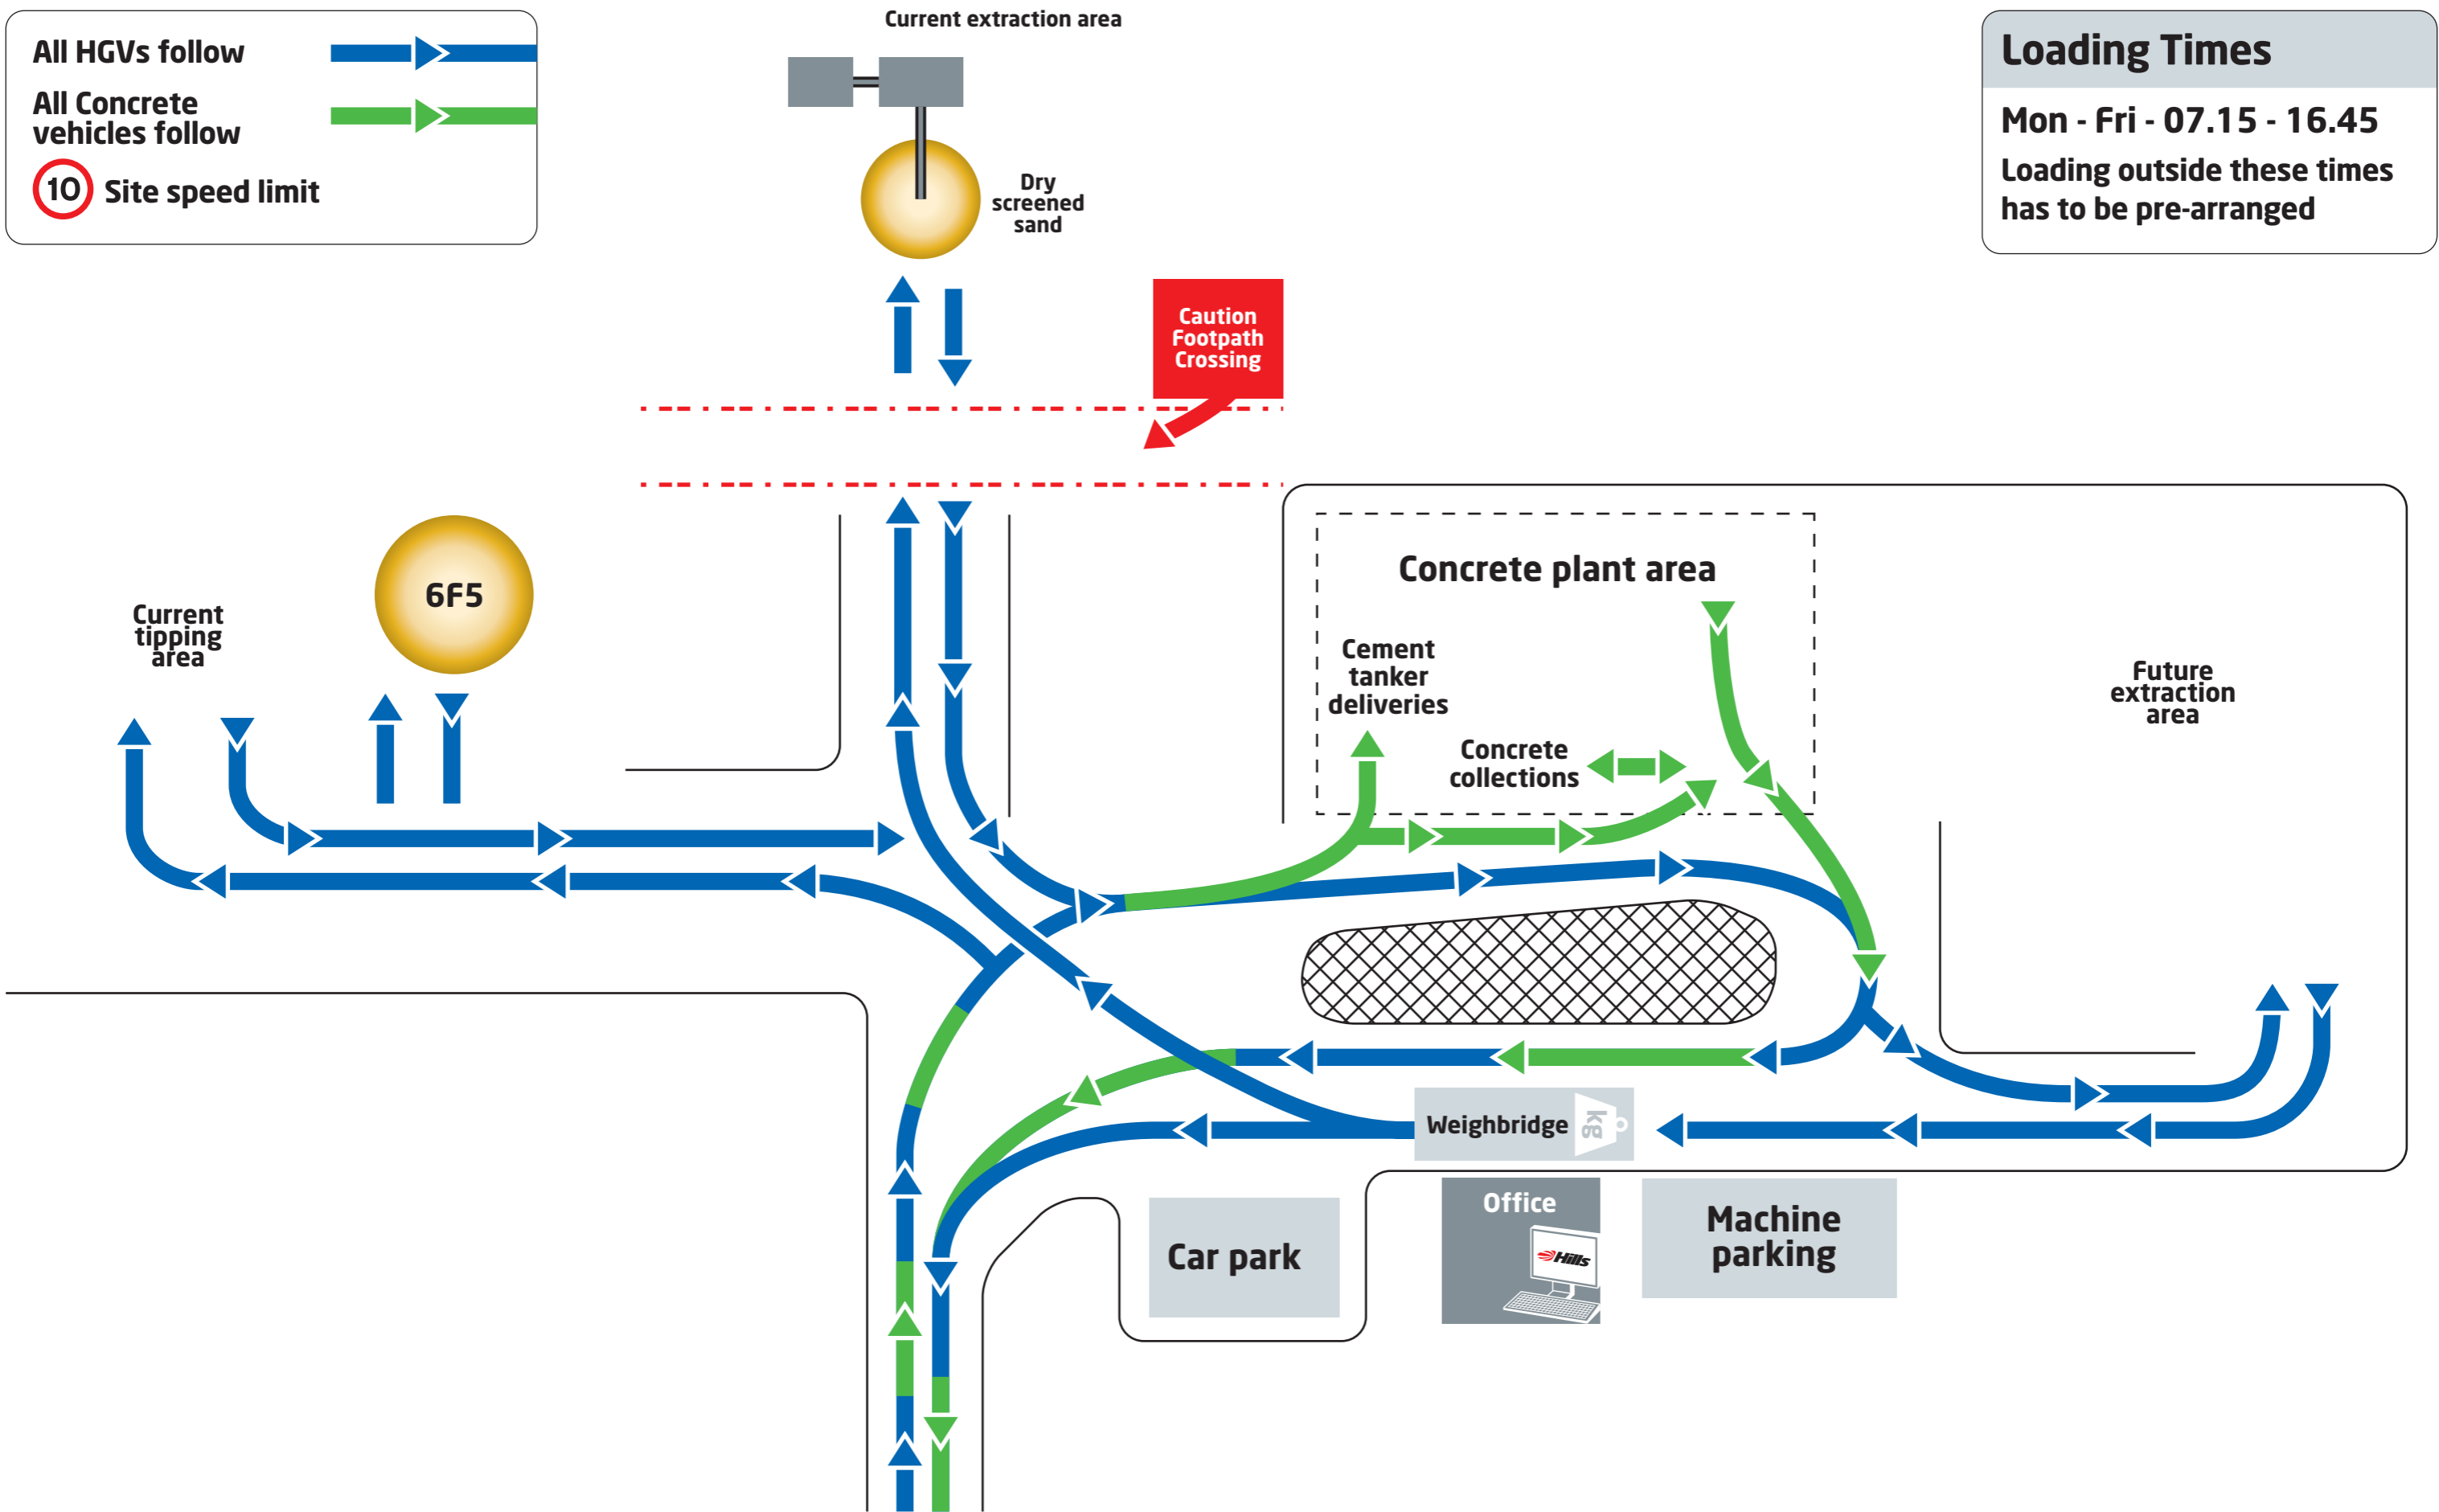 All HGVs follow
All Concrete
vehicles follow
10 Site speed limit
Current extraction area
Dry
screened
sand
Loading Times
Mon - Fri - 07.15 - 16.45
Loading outside these times
has to be pre-arranged
Caution
Footpath
Crossing
6F5
Current
tipping
area
Concrete plant area
Cement
tanker
deliveries
Concrete
collections
Future
extraction
area
Weighbridge
kg
Car park
Office
Hills
Machine
parking